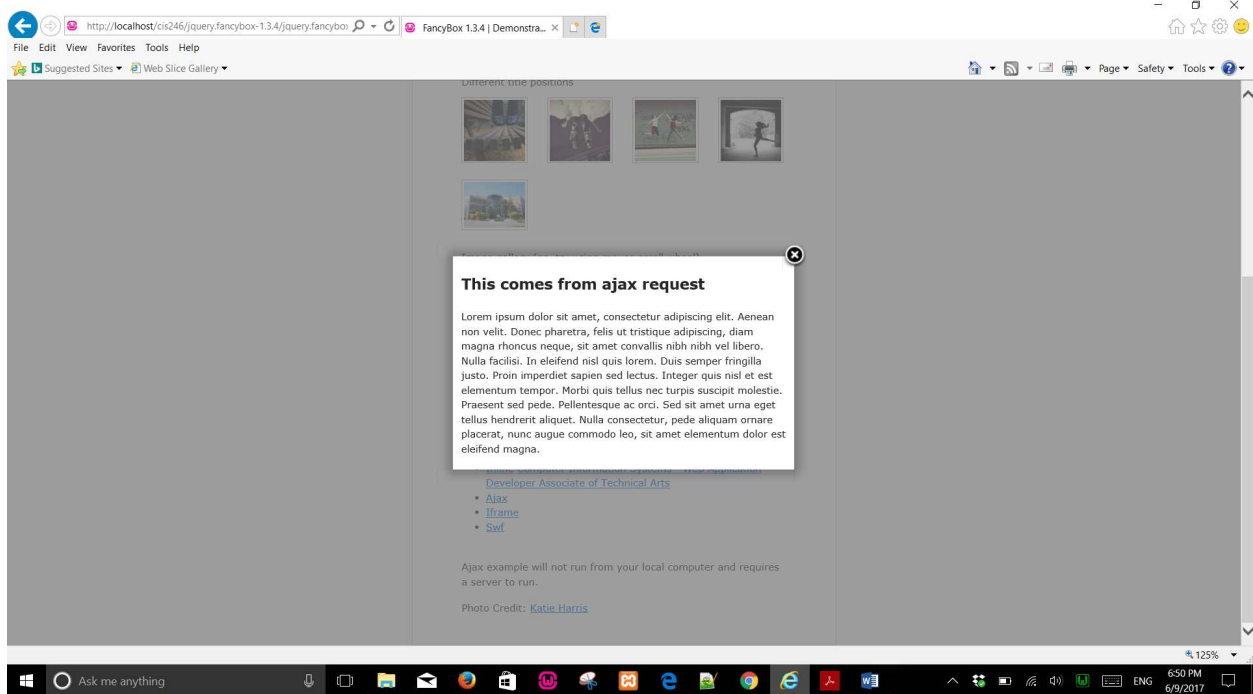 http://localhost/cis246/jquery.fancybox-1.3.4/jquery.fancybox
FancyBox 1.3.4 | Demonstra...
File Edit View Favorites Tools Help
Suggested Sites Web Slice Gallery
Page Safety Tools
Different title positions
This comes from ajax request
Lorem ipsum dolor sit amet, consectetur adipiscing elit. Aenean
non velit. Donec pharetra, felis ut tristique adipiscing, diam
magna rhoncus neque, sit amet convallis nibh nibh vel libero.
Nulla facilisi. In eleifend nisl quis lorem. Duis semper fringilla
justo. Proin imperdiet sapien sed lectus. Integer quis nisl et est
elementum tempor. Morbi quis tellus nec turpis suscipit molestie.
Praesent sed pede. Pellentesque ac orci. Sed sit amet urna eget
tellus hendrerit aliquet. Nulla consectetur, pede aliquam ornare
placerat, nunc augue commodo leo, sit amet elementum dolor est
eleifend magna.
Developer Associate of Technical Arts
Ajax
Iframe
Swf
Ajax example will not run from your local computer and requires
a server to run.
Photo Credit: Katie Harris
125%
Ask me anything
ENG
6:50 PM
6/9/2017